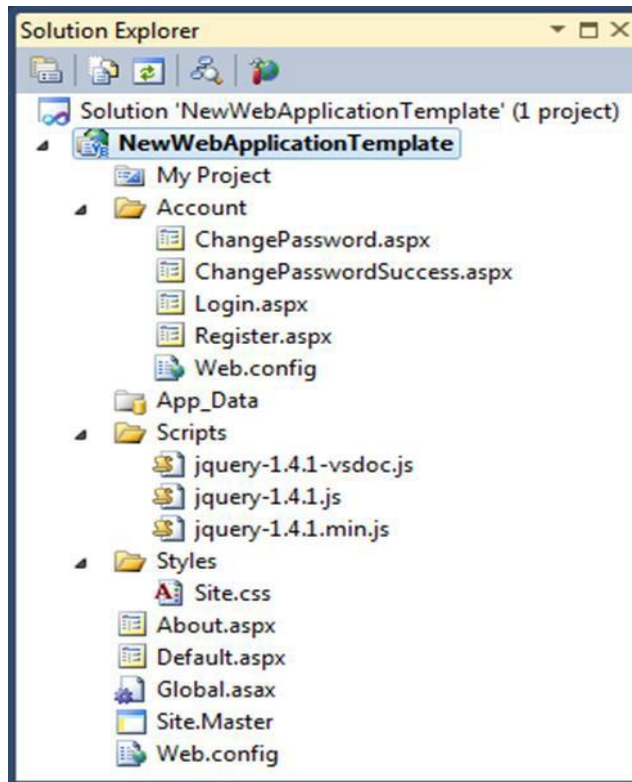 Solution Explorer
Solution 'NewWebApplicationTemplate' (1 project)
NewWebApplicationTemplate
My Project
Account
ChangePassword.aspx
ChangePasswordSuccess.aspx
Login.aspx
Register.aspx
Web.config
App_Data
Scripts
jquery-1.4.1-vsdoc.js
jquery-1.4.1.js
jquery-1.4.1.min.js
Styles
Site.css
About.aspx
Default.aspx
Global.asax
Site.Master
Web.config